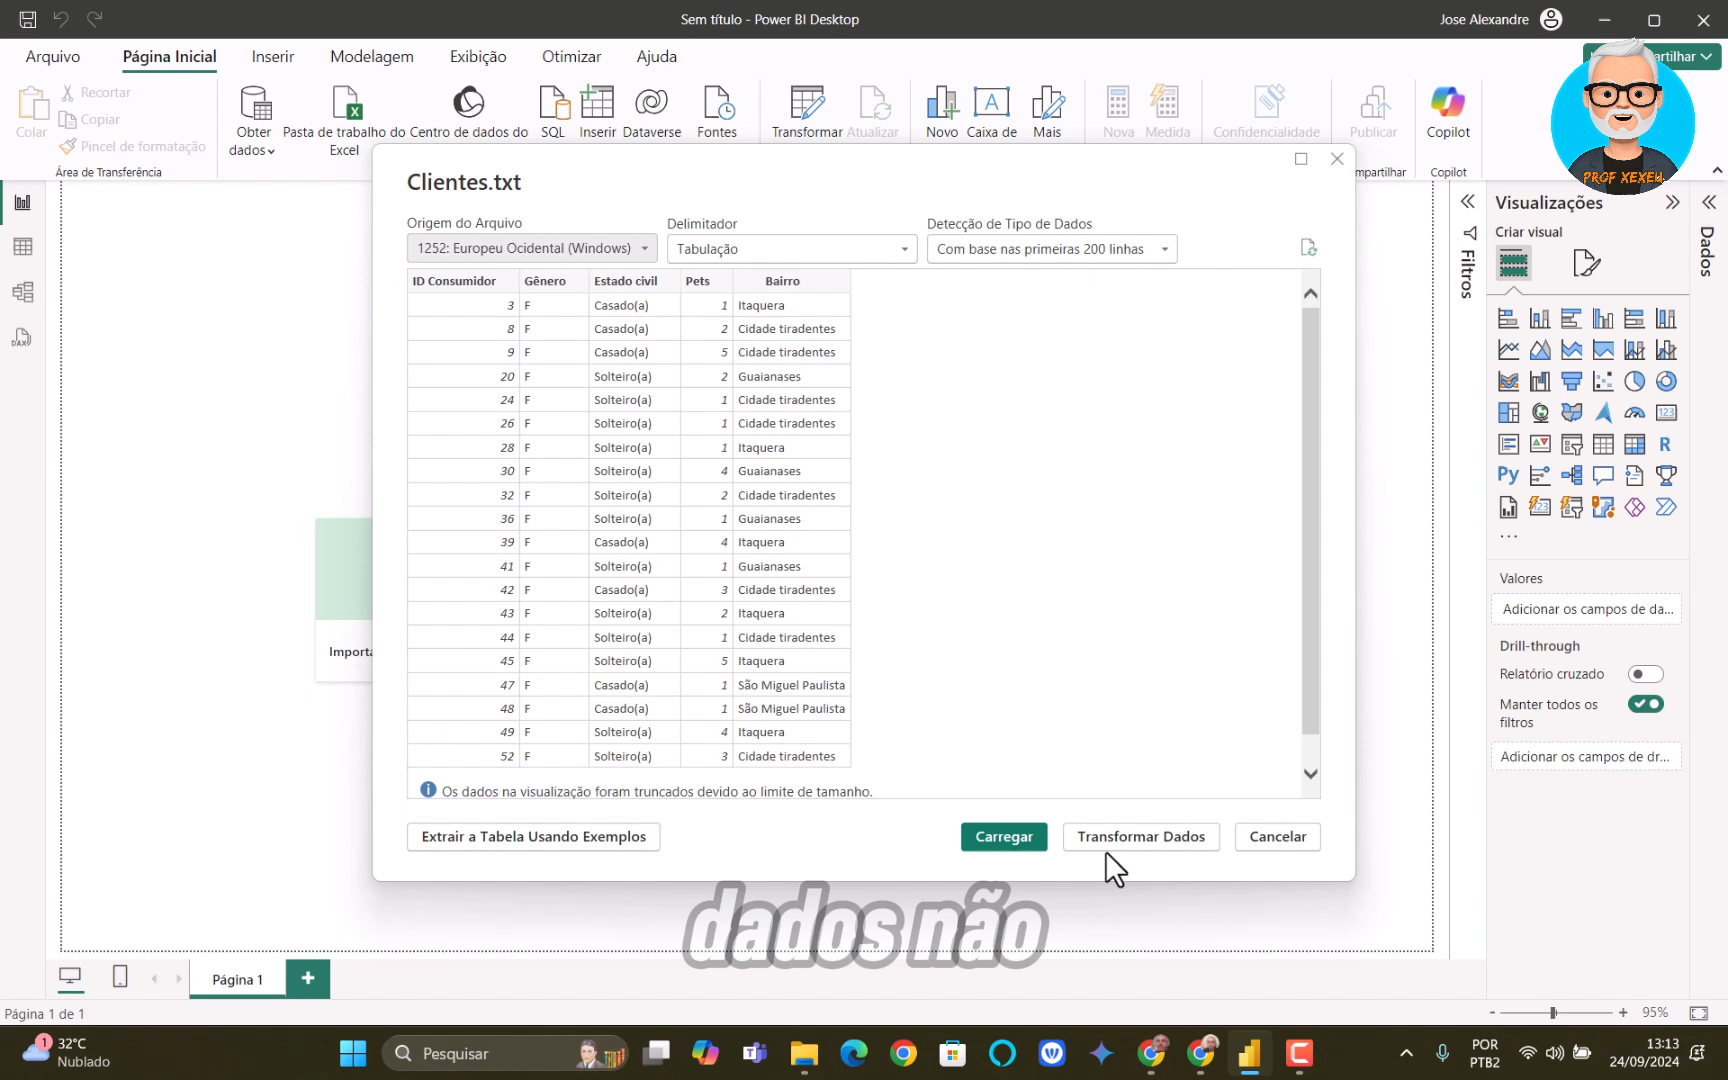 Sem título - Power BI Desktop
Jose Alexandre
Arquivo
Página Inicial
Inserir
Modelagem
Exibição
Otimizar
Ajuda
artilhar
Colar
Recortar
Copiar
Pincel de formatação
Área de Transferência
Obter dados
Pasta de trabalho do Excel
Centro de dados do
SQL
Inserir
Dataverse
Fontes
Transformar
Atualizar
Novo
Caixa de
Mais
Nova
Medida
Confidencialidade
Publicar
mpartilhar
Copilot
Copilot
PROF XEXEU
Clientes.txt
Origem do Arquivo
1252: Europeu Ocidental (Windows)
Delimitador
Tabulação
Detecção de Tipo de Dados
Com base nas primeiras 200 linhas
ID Consumidor Gênero Estado civil Pets Bairro
3 F Casado(a) 1 Itaquera
8 F Casado(a) 2 Cidade tiradentes
9 F Casado(a) 5 Cidade tiradentes
20 F Solteiro(a) 2 Guaianases
24 F Solteiro(a) 1 Cidade tiradentes
26 F Solteiro(a) 1 Cidade tiradentes
28 F Solteiro(a) 1 Itaquera
30 F Solteiro(a) 4 Guaianases
32 F Solteiro(a) 2 Cidade tiradentes
36 F Solteiro(a) 1 Guaianases
39 F Casado(a) 4 Itaquera
41 F Solteiro(a) 1 Guaianases
42 F Casado(a) 3 Cidade tiradentes
43 F Solteiro(a) 2 Itaquera
44 F Solteiro(a) 1 Cidade tiradentes
45 F Solteiro(a) 5 Itaquera
47 F Casado(a) 1 São Miguel Paulista
48 F Casado(a) 1 São Miguel Paulista
49 F Solteiro(a) 4 Itaquera
52 F Solteiro(a) 3 Cidade tiradentes
Os dados na visualização foram truncados devido ao limite de tamanho.
Extrair a Tabela Usando Exemplos
Carregar
Transformar Dados
Cancelar
Importa
dados não
Filtros
Visualizações
Criar visual
R
Py
123
...
Valores
Adicionar os campos de da...
Drill-through
Relatório cruzado
Manter todos os
filtros
Adicionar os campos de dr...
Dados
DAX
Página 1
Página 1 de 1
- + 95%
1
32°C
Nublado
Pesquisar
POR
PTB2
13:13
24/09/2024